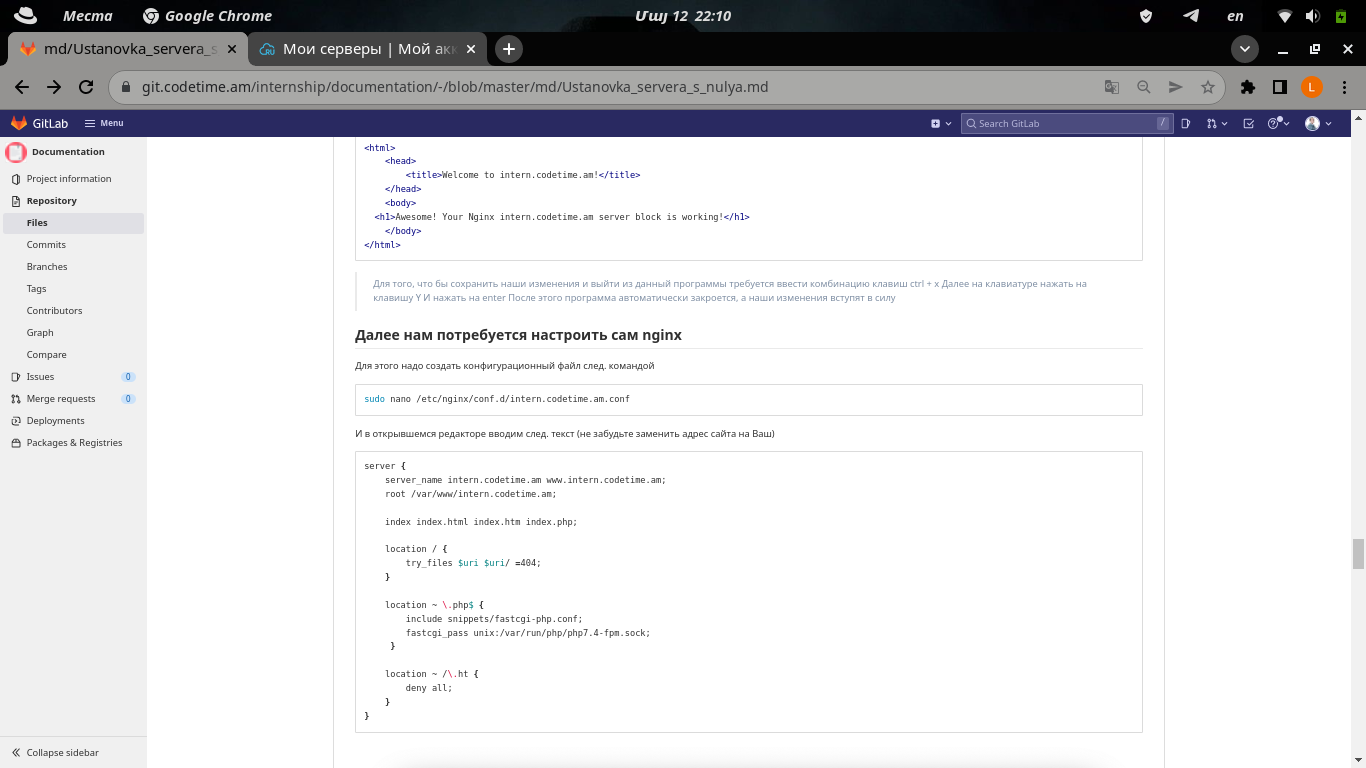 Места
Google Chrome
Մայ 12 22:10
en
md/Ustanovka_servera_s
Мои серверы | Мой акк
git.codetime.am/internship/documentation/-/blob/master/md/Ustanovka_servera_s_nulya.md
L
GitLab
Menu
Search GitLab
/
Documentation
Project information
Repository
Files
Commits
Branches
Tags
Contributors
Graph
Compare
Issues 0
Merge requests 0
Deployments
Packages & Registries
Collapse sidebar
<html>
<head>
<title>Welcome to intern.codetime.am!</title>
</head>
<body>
<h1>Awesome! Your Nginx intern.codetime.am server block is working!</h1>
</body>
</html>
Для того, что бы сохранить наши изменения и выйти из данный программы требуется ввести комбинацию клавиш ctrl + x Далее на клавиатуре нажать на
клавишу Y И нажать на enter После этого программа автоматически закроется, а наши изменения вступят в силу
Далее нам потребуется настроить сам nginx
Для этого надо создать конфигурационный файл след. командой
sudo nano /etc/nginx/conf.d/intern.codetime.am.conf
И в открывшемся редакторе вводим след. текст (не забудьте заменить адрес сайта на Ваш)
server {
server_name intern.codetime.am www.intern.codetime.am;
root /var/www/intern.codetime.am;
index index.html index.htm index.php;
location / {
try_files $uri $uri/ =404;
}
location ~ \.php$ {
include snippets/fastcgi-php.conf;
fastcgi_pass unix:/var/run/php/php7.4-fpm.sock;
}
location ~ /\.ht {
deny all;
}
}